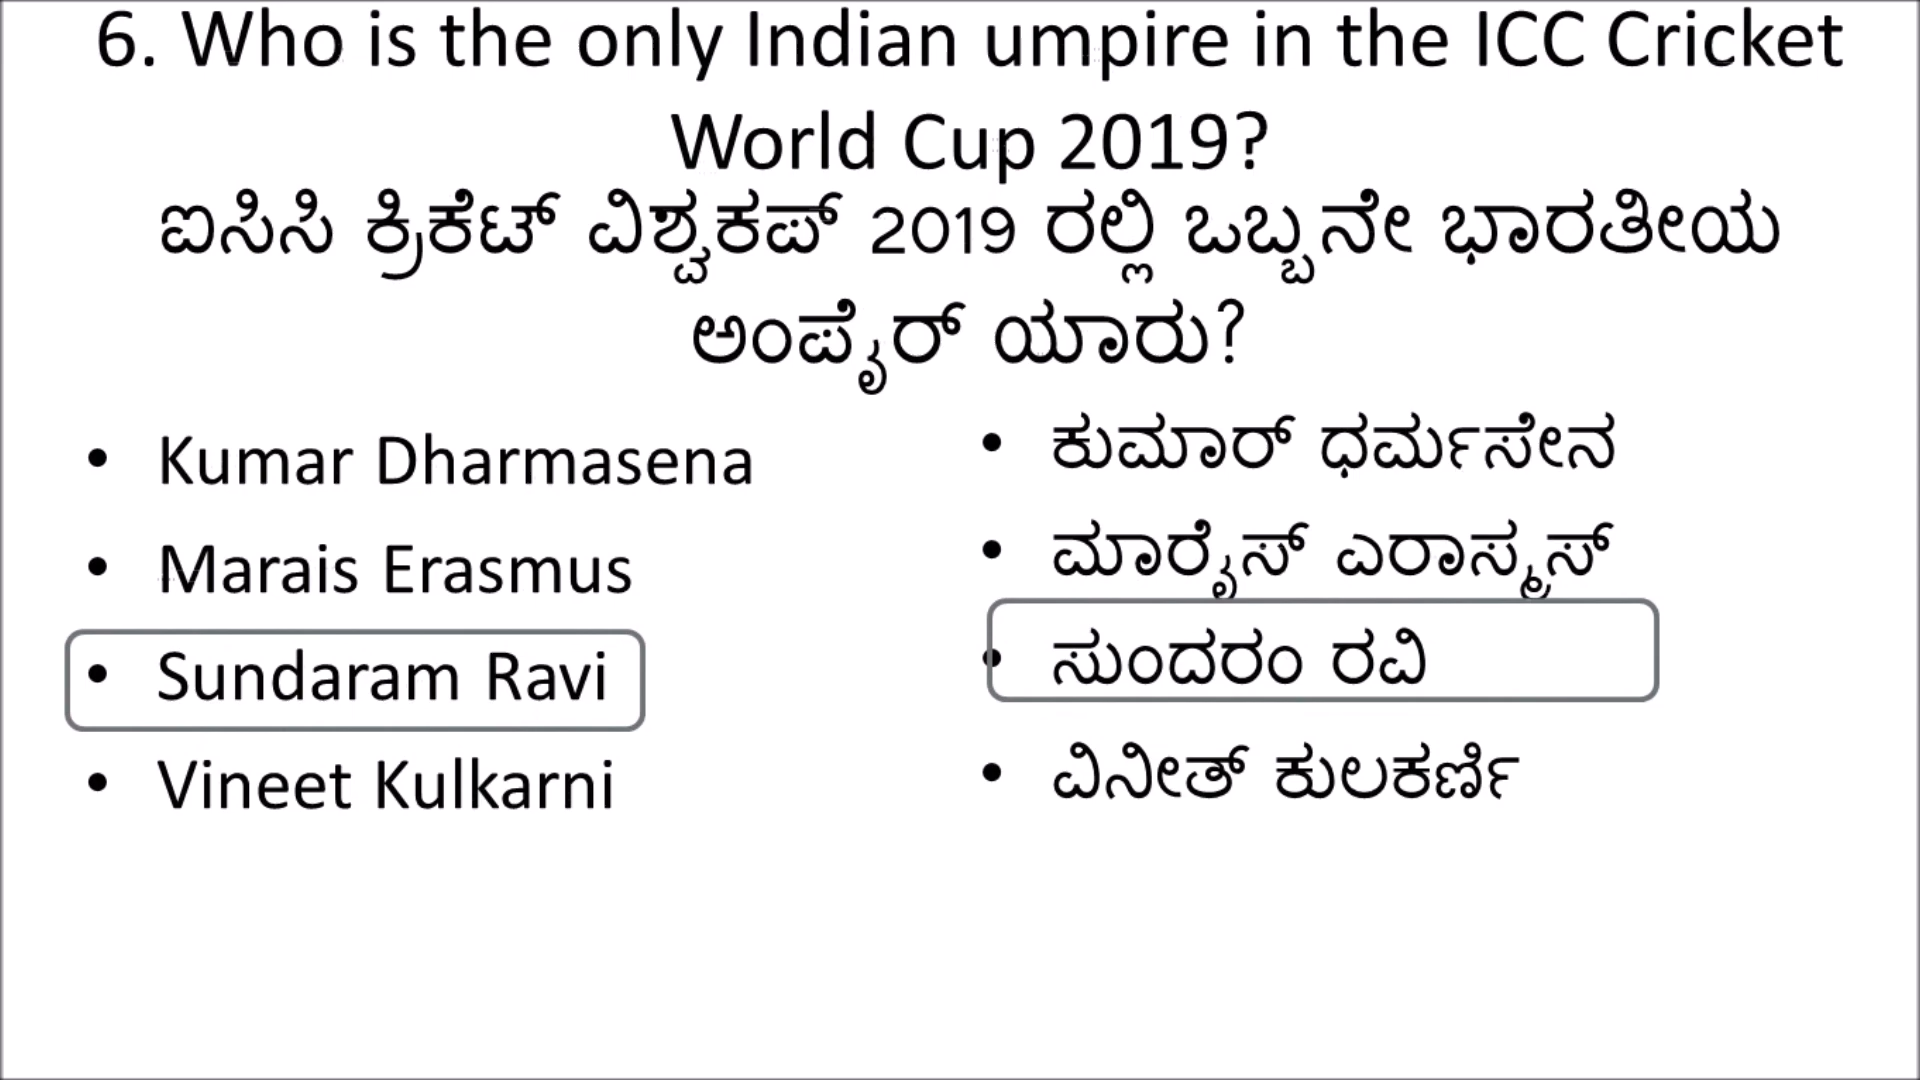 6. Who is the only Indian umpire in the ICC Cricket
World Cup 2019?
ಐಸಿಸಿ ಕ್ರಿಕೆಟ್ ವಿಶ್ವಕಪ್ 2019 ರಲ್ಲಿ ಒಬ್ಬನೇ ಭಾರತೀಯ
ಅಂಪೈರ್ ಯಾರು?
• Kumar Dharmasena
• Marais Erasmus
• Sundaram Ravi
• Vineet Kulkarni
• ಕುಮಾರ್ ಧರ್ಮಸೇನ
• ಮಾರೈಸ್ ಎರಾಸ್ಮಸ್
• ಸುಂದರಂ ರವಿ
• ವಿನೀತ್ ಕುಲಕರ್ಣಿ